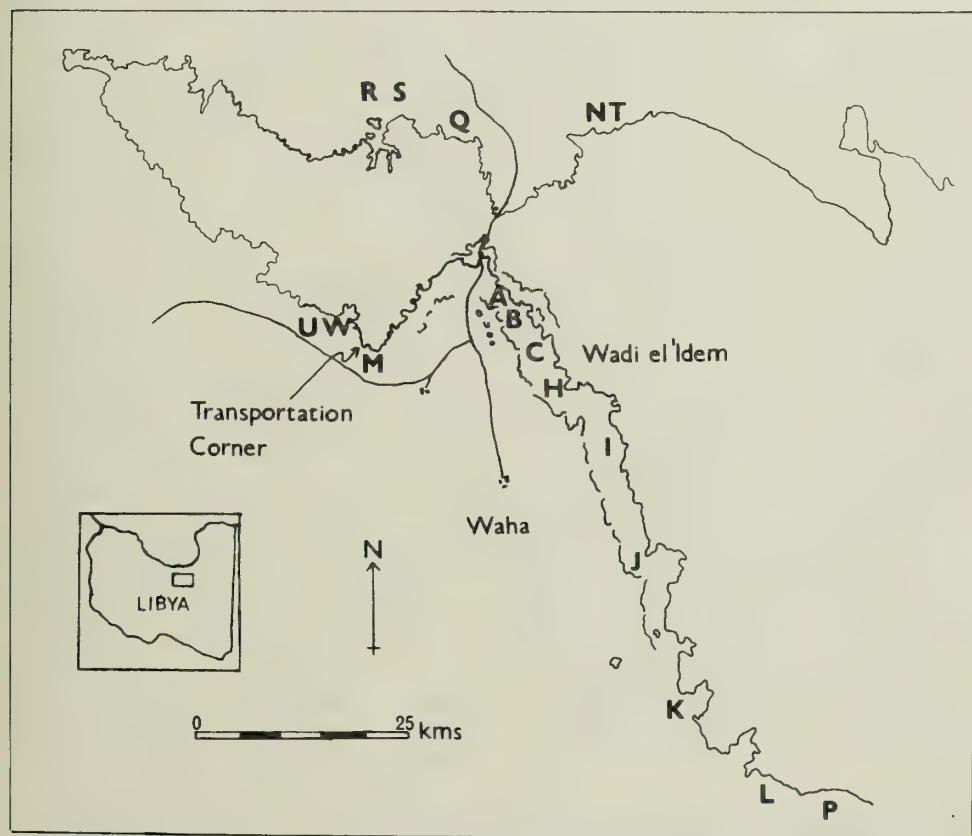 R S
Q
NT
A
B
C
Wadi el'Idem
UW
M
H
Transportation
Corner
I
Waha
N
J
LIBYA
0 25 kms
K
L
P